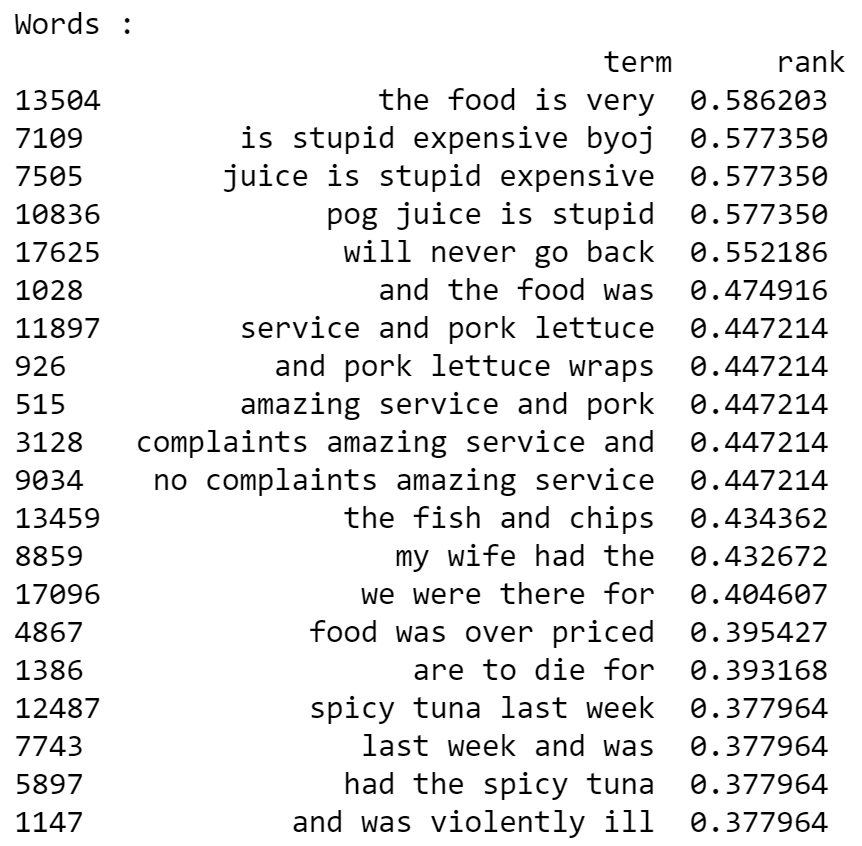 Words :
term rank
13504 the food is very 0.586203
7109 is stupid expensive byoj 0.577350
7505 juice is stupid expensive 0.577350
10836 pog juice is stupid 0.577350
17625 will never go back 0.552186
1028 and the food was 0.474916
11897 service and pork lettuce 0.447214
926 and pork lettuce wraps 0.447214
515 amazing service and pork 0.447214
3128 complaints amazing service and 0.447214
9034 no complaints amazing service 0.447214
13459 the fish and chips 0.434362
8859 my wife had the 0.432672
17096 we were there for 0.404607
4867 food was over priced 0.395427
1386 are to die for 0.393168
12487 spicy tuna last week 0.377964
7743 last week and was 0.377964
5897 had the spicy tuna 0.377964
1147 and was violently ill 0.377964